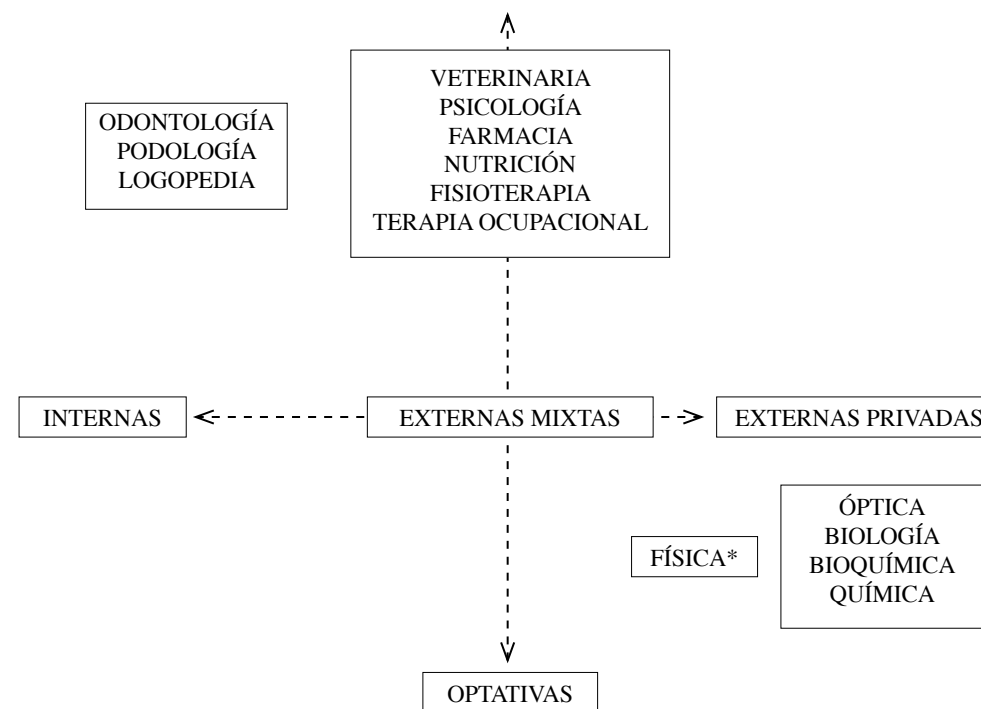 VETERINARIA
PSICOLOGÍA
FARMACIA
NUTRICIÓN
FISIOTERAPIA
TERAPIA OCUPACIONAL
ODONTOLOGÍA
PODOLOGÍA
LOGOPEDIA
INTERNAS
EXTERNAS MIXTAS
EXTERNAS PRIVADAS
FÍSICA*
ÓPTICA
BIOLOGÍA
BIOQUÍMICA
QUÍMICA
OPTATIVAS